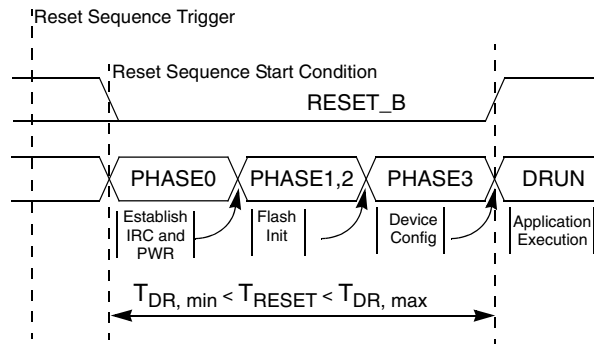 Reset Sequence Trigger
Reset Sequence Start Condition
RESET_B
PHASE0 PHASE1,2 PHASE3 DRUN
Establish IRC and PWR
Flash Init
Device Config
Application Execution
TDR, min < TRESET < TDR, max